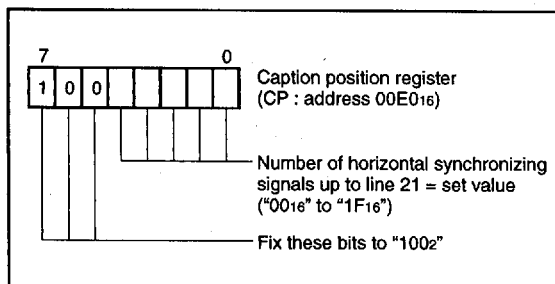 7 0
1 0 0
Caption position register
(CP : address 00E016)
Number of horizontal synchronizing
signals up to line 21 = set value
("0016" to "1F16")
Fix these bits to "1002"